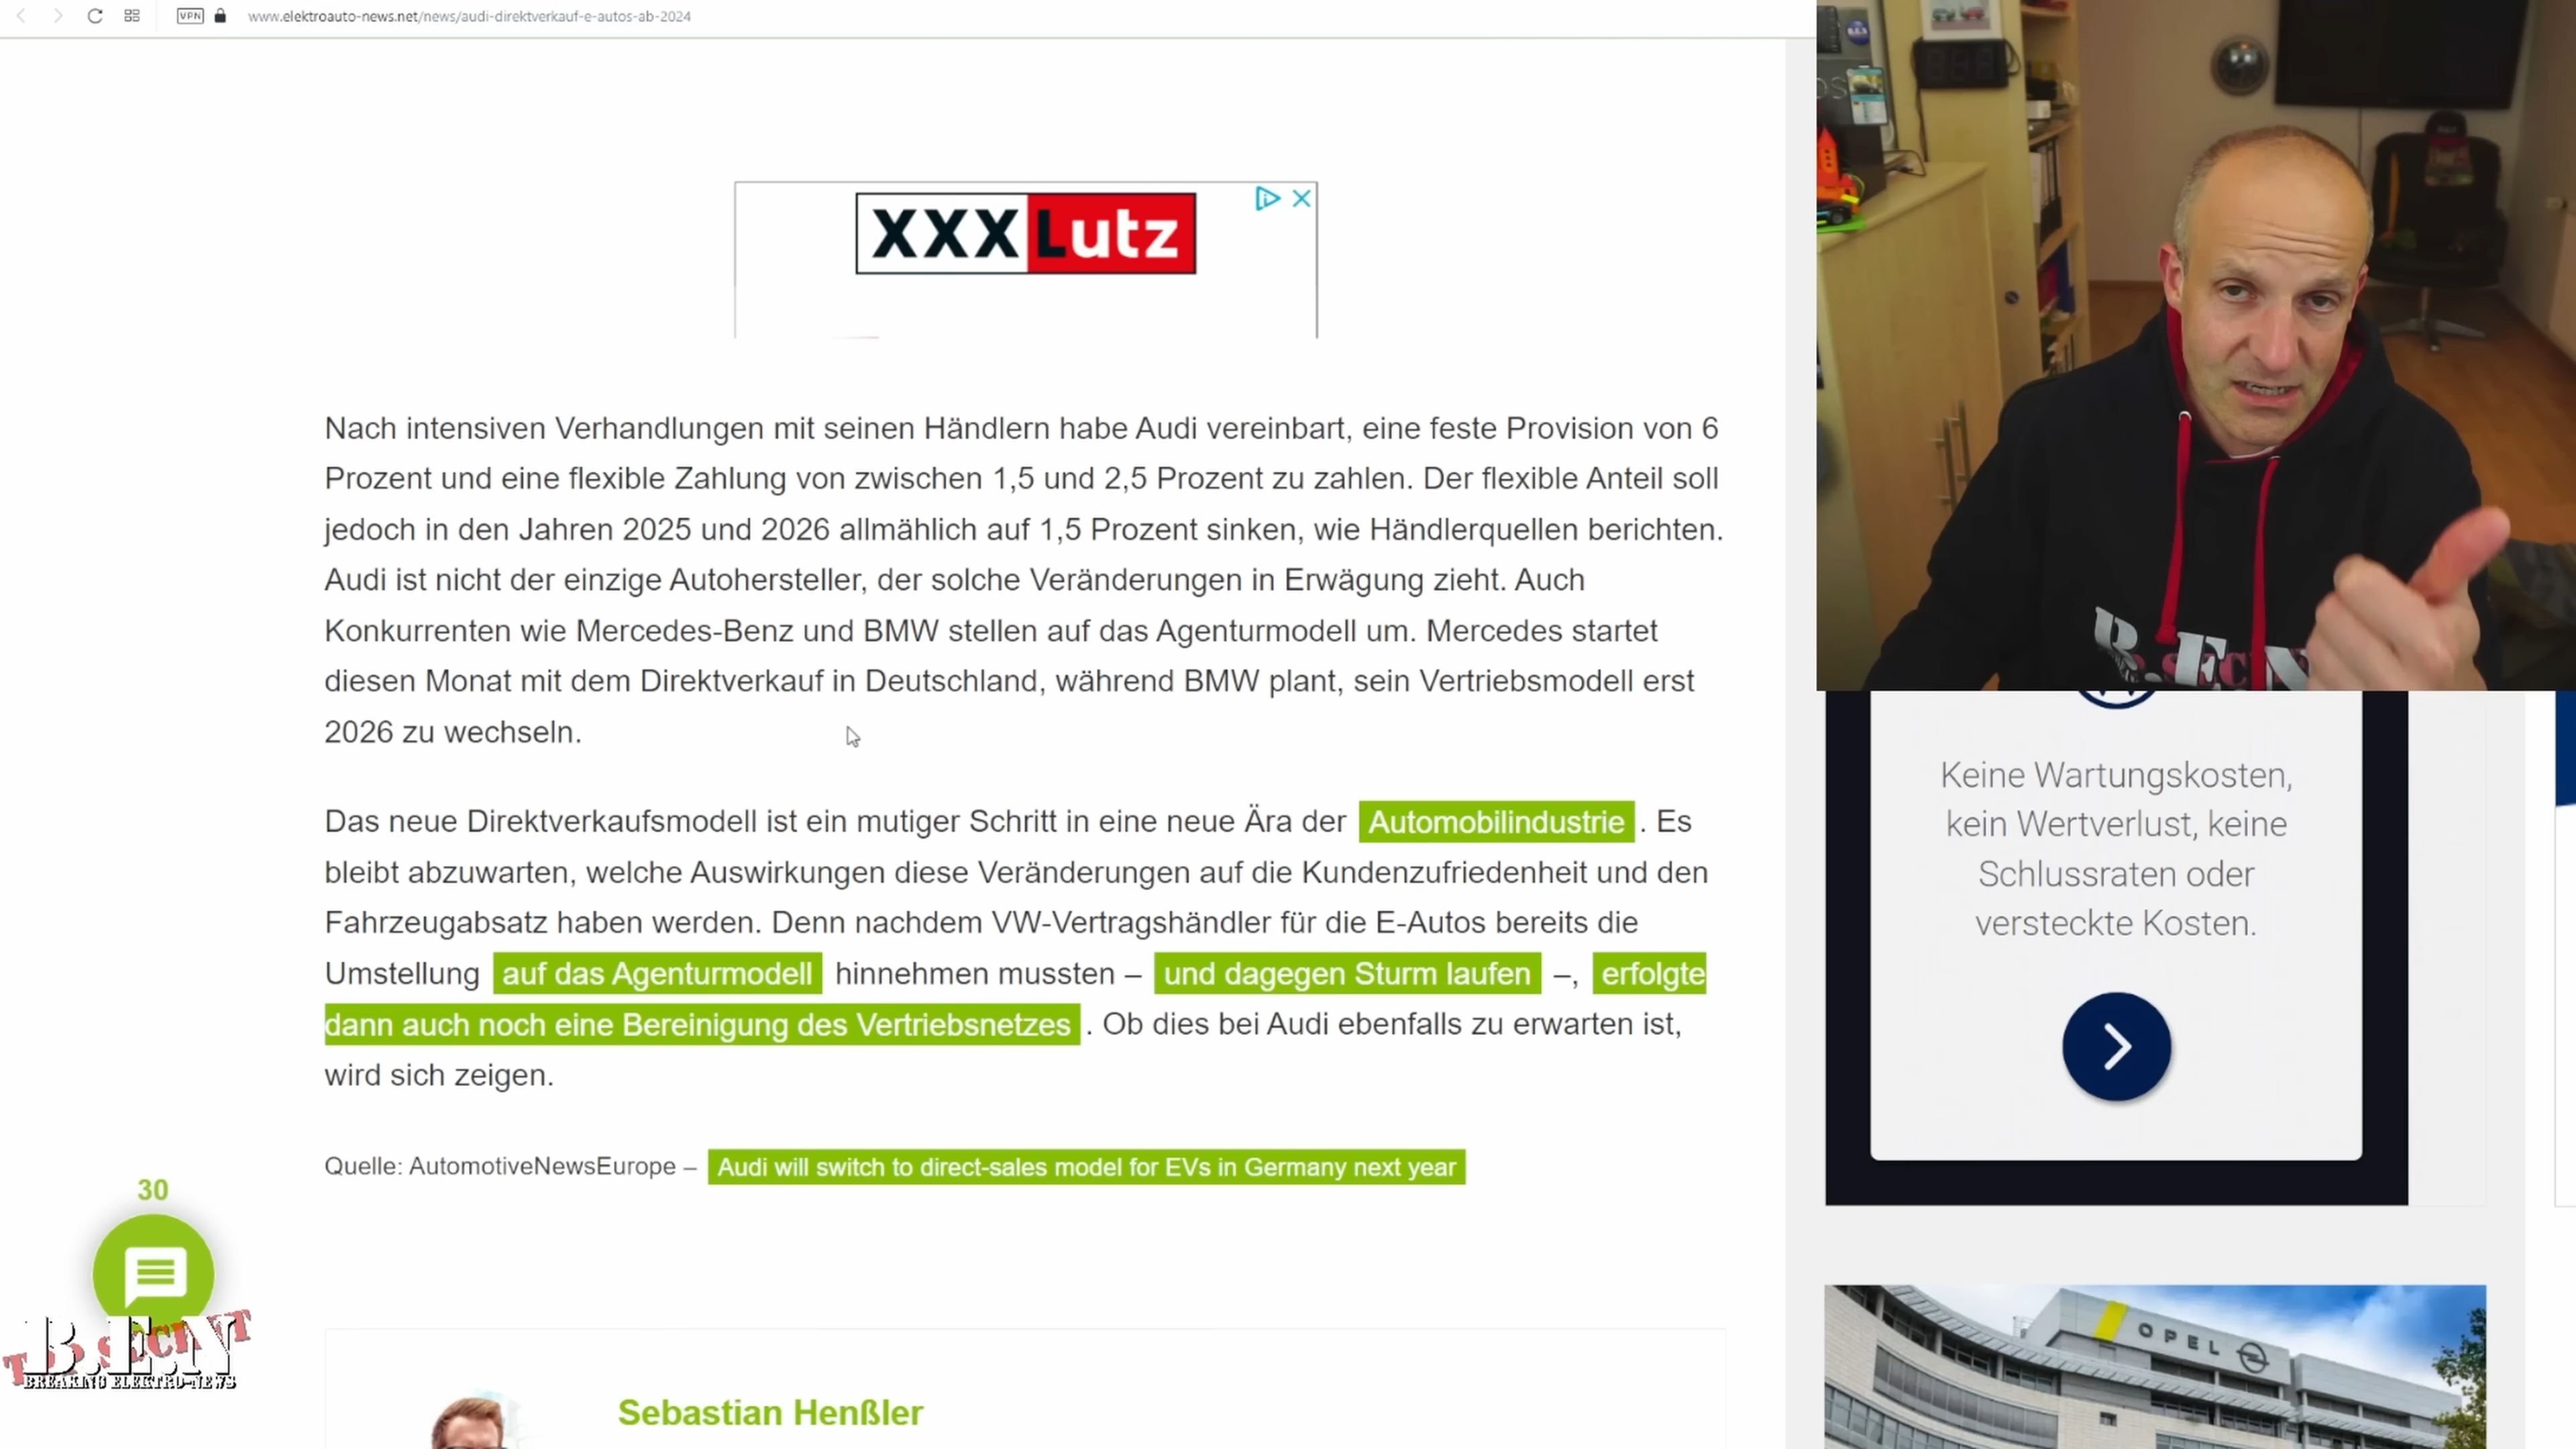 VPN
www.elektroauto-news.net/news/audi-direktverkauf-e-autos-ab-2024
XXXLutz
Nach intensiven Verhandlungen mit seinen Händlern habe Audi vereinbart, eine feste Provision von 6
Prozent und eine flexible Zahlung von zwischen 1,5 und 2,5 Prozent zu zahlen. Der flexible Anteil soll
jedoch in den Jahren 2025 und 2026 allmählich auf 1,5 Prozent sinken, wie Händlerquellen berichten.
Audi ist nicht der einzige Autohersteller, der solche Veränderungen in Erwägung zieht. Auch
Konkurrenten wie Mercedes-Benz und BMW stellen auf das Agenturmodell um. Mercedes startet
diesen Monat mit dem Direktverkauf in Deutschland, während BMW plant, sein Vertriebsmodell erst
2026 zu wechseln.
Das neue Direktverkaufsmodell ist ein mutiger Schritt in eine neue Ära der Automobilindustrie . Es
bleibt abzuwarten, welche Auswirkungen diese Veränderungen auf die Kundenzufriedenheit und den
Fahrzeugabsatz haben werden. Denn nachdem VW-Vertragshändler für die E-Autos bereits die
Umstellung auf das Agenturmodell hinnehmen mussten – und dagegen Sturm laufen –, erfolgte
dann auch noch eine Bereinigung des Vertriebsnetzes . Ob dies bei Audi ebenfalls zu erwarten ist,
wird sich zeigen.
Quelle: AutomotiveNewsEurope – Audi will switch to direct-sales model for EVs in Germany next year
30
B.E.N
TOP SECRET
BREAKING ELEKTRO-NEWS
Sebastian Henßler
B.E.N
Keine Wartungskosten,
kein Wertverlust, keine
Schlussraten oder
versteckte Kosten.
OPEL